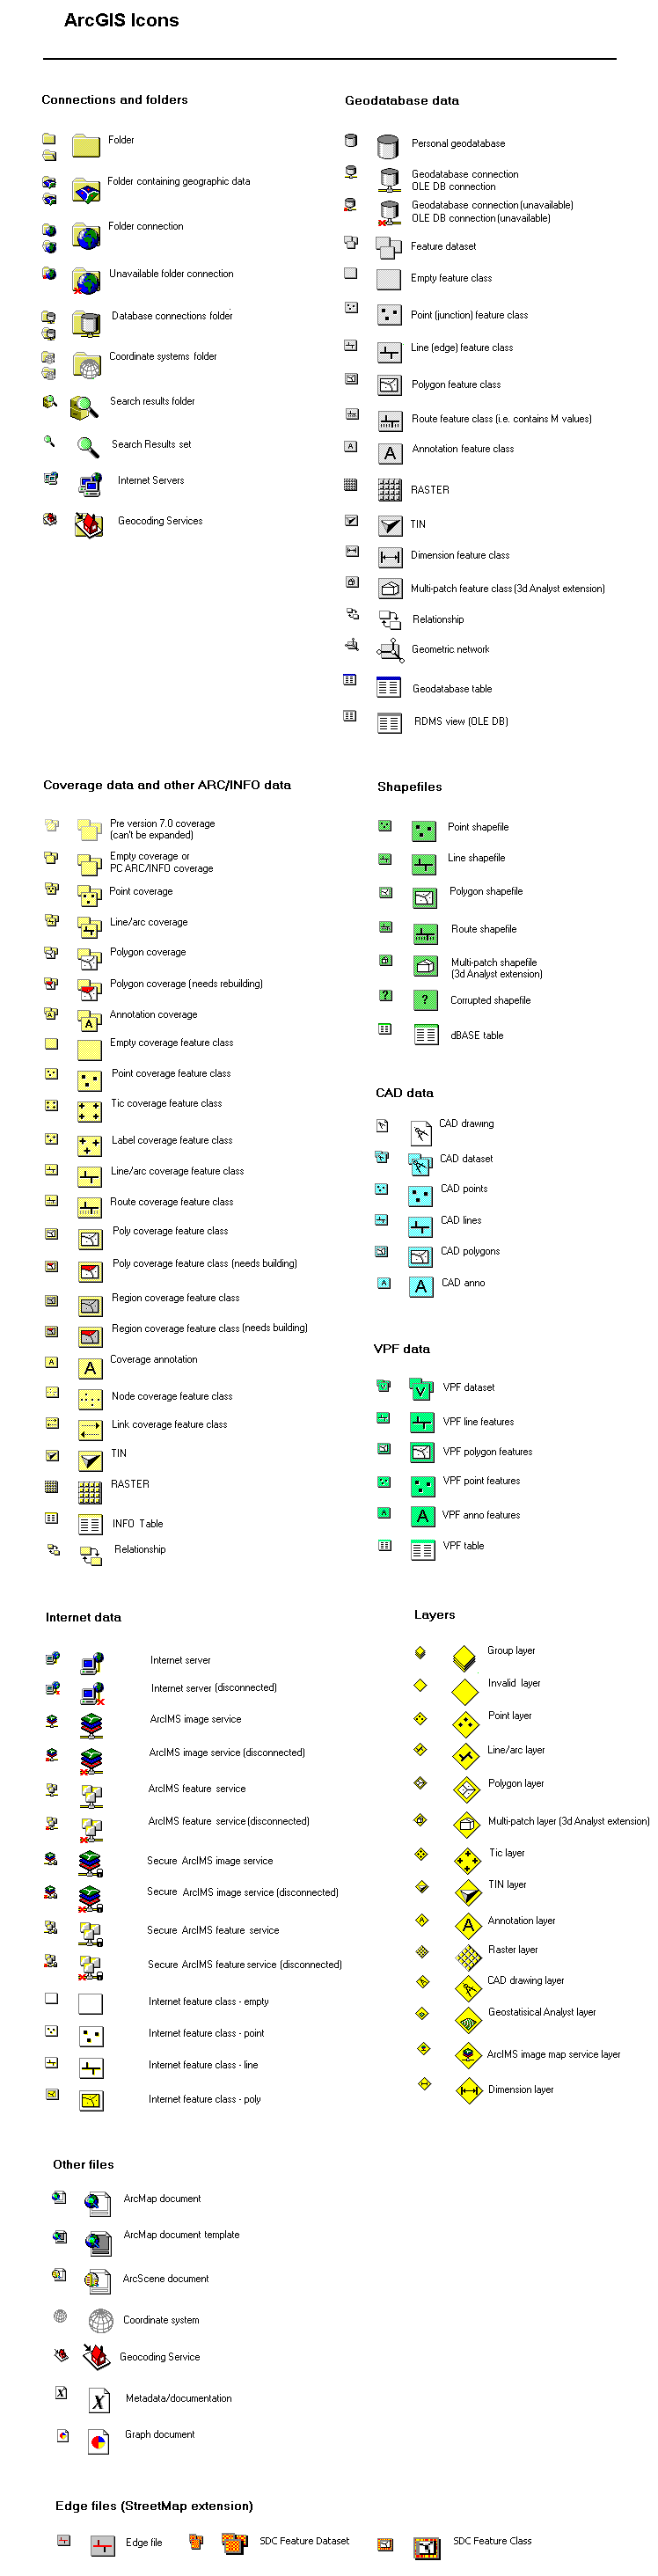 ArcGIS Icons
Connections and folders
Folder
Folder containing geographic data
Folder connection
Unavailable folder connection
Database connections folder
Coordinate systems folder
Search results folder
Search Results set
Internet Servers
Geocoding Services
Geodatabase data
Personal geodatabase
Geodatabase connection
OLE DB connection
Geodatabase connection (unavailable)
OLE DB connection (unavailable)
Feature dataset
Empty feature class
Point (junction) feature class
Line (edge) feature class
Polygon feature class
Route feature class (i.e. contains M values)
A A Annotation feature class
RASTER
TIN
Dimension feature class
Multi-patch feature class (3d Analyst extension)
Relationship
Geometric network
Geodatabase table
RDMS view (OLE DB)
Coverage data and other ARC/INFO data
Pre version 7.0 coverage
(can't be expanded)
Empty coverage or
PC ARC/INFO coverage
Point coverage
Line/arc coverage
Polygon coverage
Polygon coverage (needs rebuilding)
A A Annotation coverage
Empty coverage feature class
Point coverage feature class
Tic coverage feature class
Label coverage feature class
Line/arc coverage feature class
Route coverage feature class
Poly coverage feature class
Poly coverage feature class (needs building)
Region coverage feature class
Region coverage feature class (needs building)
A A Coverage annotation
Node coverage feature class
Link coverage feature class
TIN
RASTER
INFO Table
Relationship
Shapefiles
Point shapefile
Line shapefile
Polygon shapefile
Route shapefile
Multi-patch shapefile
(3d Analyst extension)
? ? Corrupted shapefile
dBASE table
CAD data
CAD drawing
CAD dataset
CAD points
CAD lines
CAD polygons
A A CAD anno
VPF data
V V VPF dataset
VPF line features
VPF polygon features
VPF point features
A A VPF anno features
VPF table
Internet data
Internet server
Internet server (disconnected)
ArcIMS image service
ArcIMS image service (disconnected)
ArcIMS feature service
ArcIMS feature service (disconnected)
Secure ArcIMS image service
Secure ArcIMS image service (disconnected)
Secure ArcIMS feature service
Secure ArcIMS feature service (disconnected)
Internet feature class - empty
Internet feature class - point
Internet feature class - line
Internet feature class - poly
Layers
Group layer
Invalid layer
Point layer
Line/arc layer
Polygon layer
Multi-patch layer (3d Analyst extension)
Tic layer
TIN layer
A A Annotation layer
Raster layer
CAD drawing layer
Geostatisical Analyst layer
ArcIMS image map service layer
Dimension layer
Other files
ArcMap document
ArcMap document template
ArcScene document
Coordinate system
Geocoding Service
X X Metadata/documentation
Graph document
Edge files (StreetMap extension)
Edge file
SDC Feature Dataset
SDC Feature Class